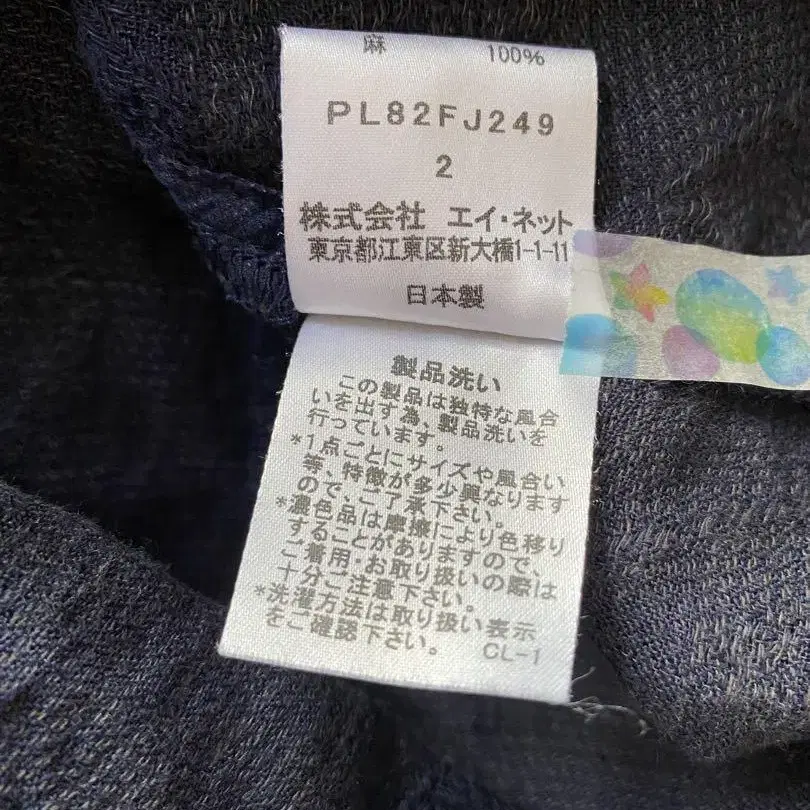 麻 100%
PL82FJ249
2
株式会社 エイ・ネット
東京都江東区新大橋1-1-11
日本製
製品洗い
この製品は独特な風合
いを出す為、製品洗いを
行っています。
*1点ごとにサイズや風合い
等、特徴が多少異なります
ので、ご了承下さい。
*濃色品は摩擦により色移り
することがありますので、
ご着用・お取り扱いの際は
十分ご注意下さい。
*洗濯方法は取り扱い表示
をご確認下さい。 CL-1